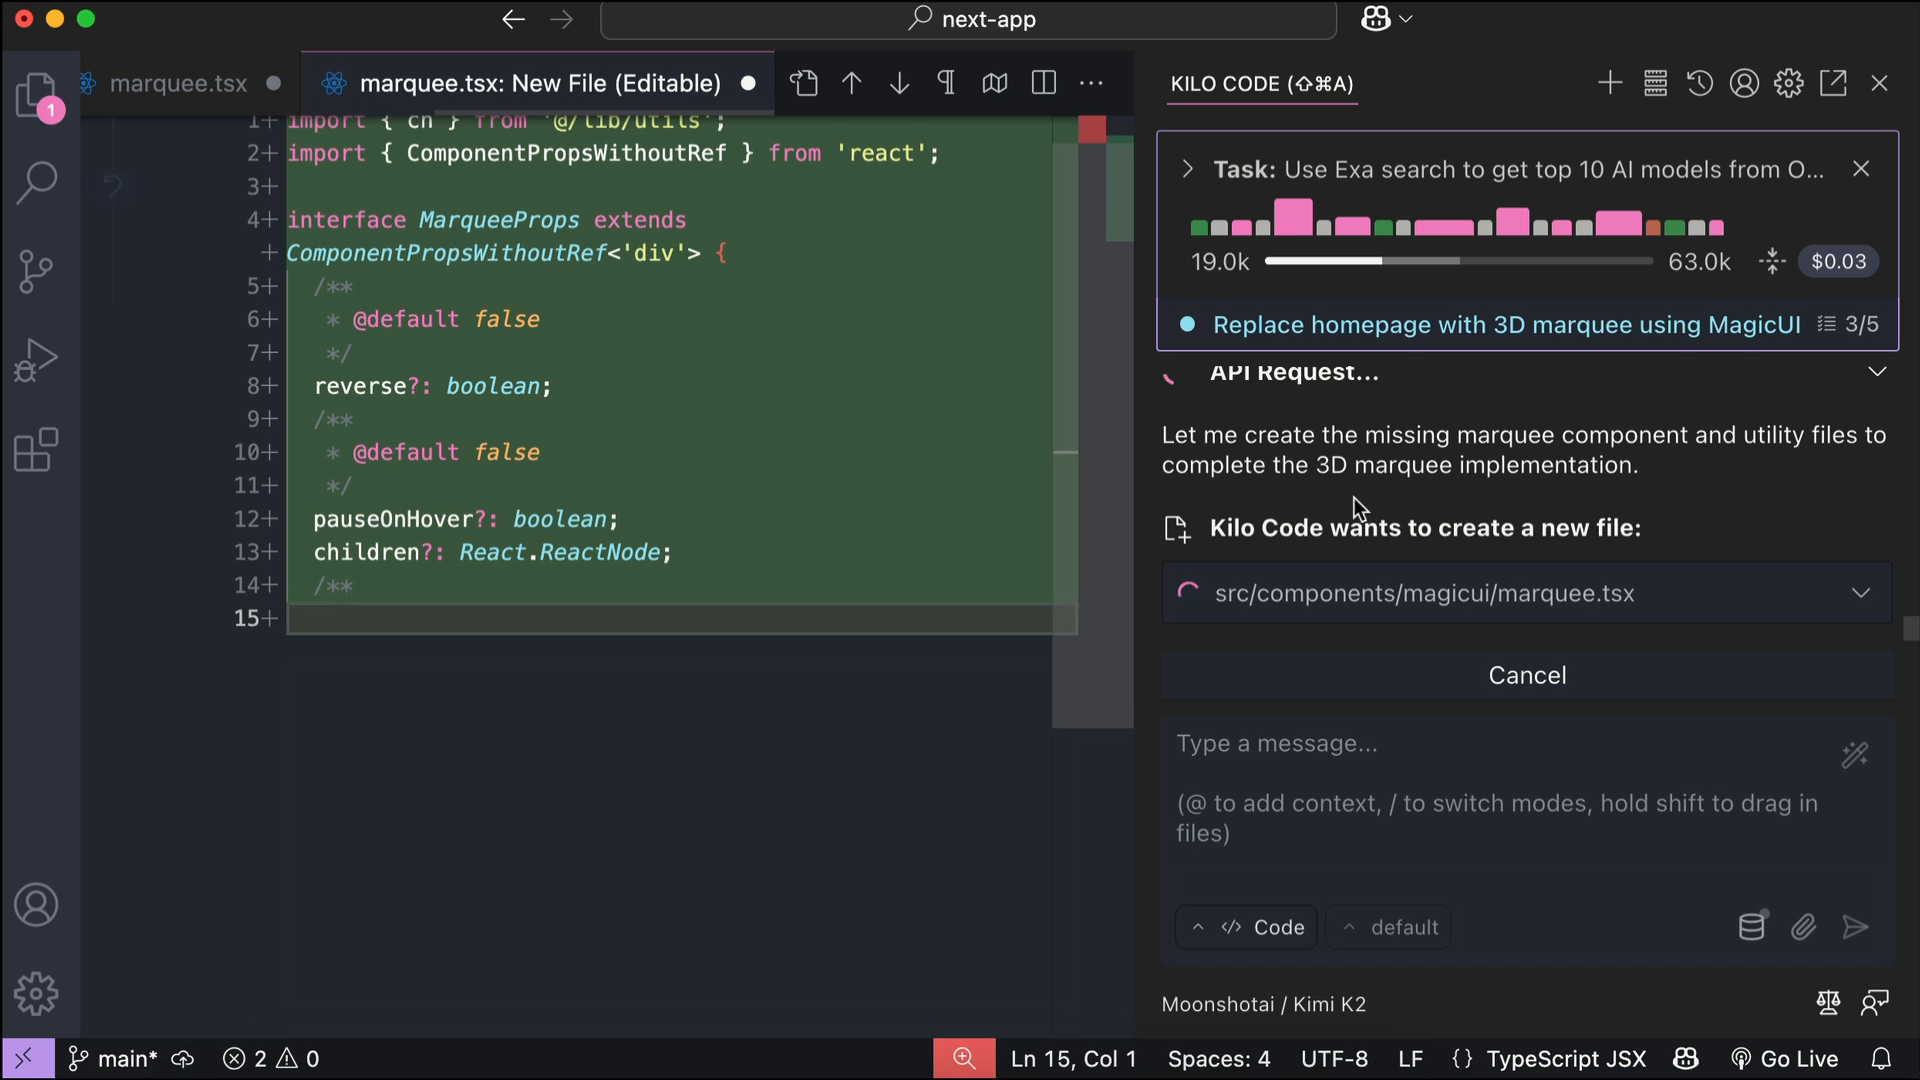 next-app
marquee.tsx
marquee.tsx: New File (Editable)
1+ import { cn } from '@/lib/utils';
2+ import { ComponentPropsWithoutRef } from 'react';
3+
4+ interface MarqueeProps extends
+ ComponentPropsWithoutRef<'div'> {
5+ /**
6+ * @default false
7+ */
8+ reverse?: boolean;
9+ /**
10+ * @default false
11+ */
12+ pauseOnHover?: boolean;
13+ children?: React.ReactNode;
14+ /**
15+
1
KILO CODE (⇧⌘A)
Task: Use Exa search to get top 10 AI models from O...
19.0k 63.0k $0.03
Replace homepage with 3D marquee using MagicUI 3/5
API Request...
Let me create the missing marquee component and utility files to
complete the 3D marquee implementation.
Kilo Code wants to create a new file:
src/components/magicui/marquee.tsx
Cancel
Type a message...
(@ to add context, / to switch modes, hold shift to drag in
files)
</> Code default
Moonshotai / Kimi K2
main* 2 0 Ln 15, Col 1 Spaces: 4 UTF-8 LF {} TypeScript JSX Go Live